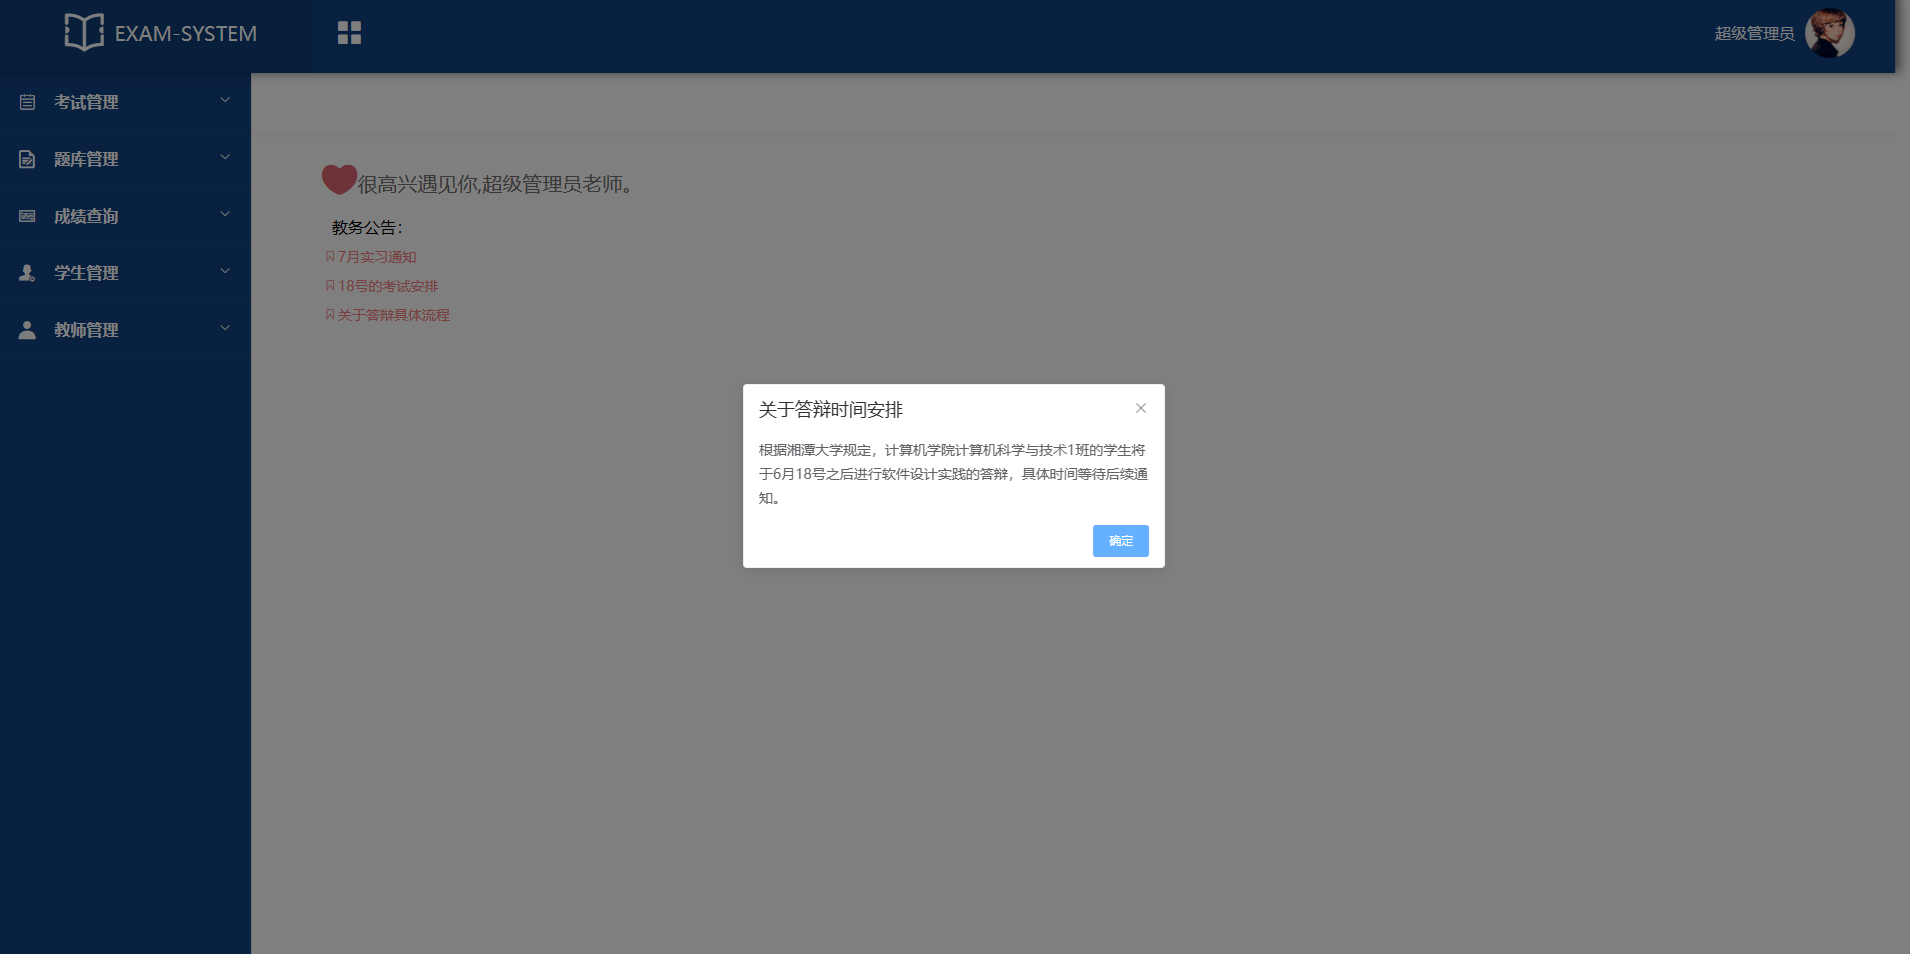 EXAM-SYSTEM
超级管理员
考试管理
题库管理
成绩查询
学生管理
教师管理
很高兴遇见你,超级管理员老师。
教务公告：
7月实习通知
18号的考试安排
关于答辩具体流程
关于答辩时间安排
根据湘潭大学规定，计算机学院计算机科学与技术1班的学生将
于6月18号之后进行软件设计实践的答辩，具体时间等待后续通
知。
确定